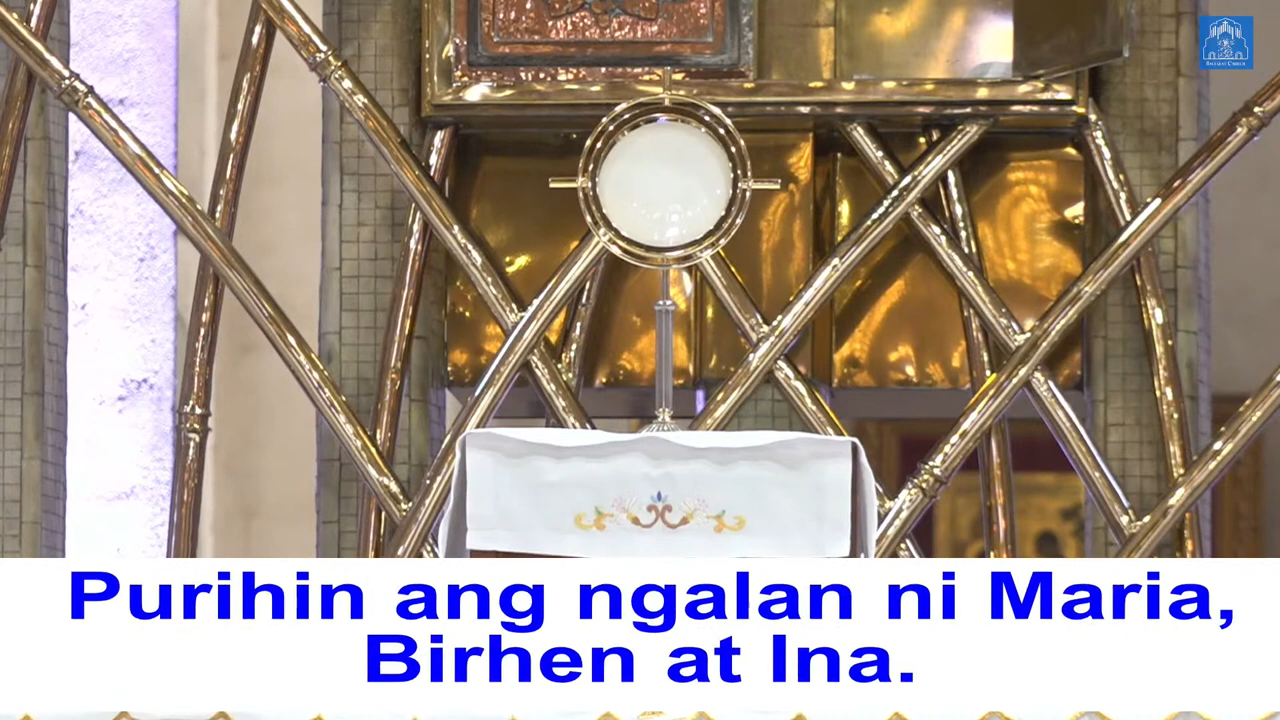 Purihin ang ngalan ni Maria,
Birhen at Ina.